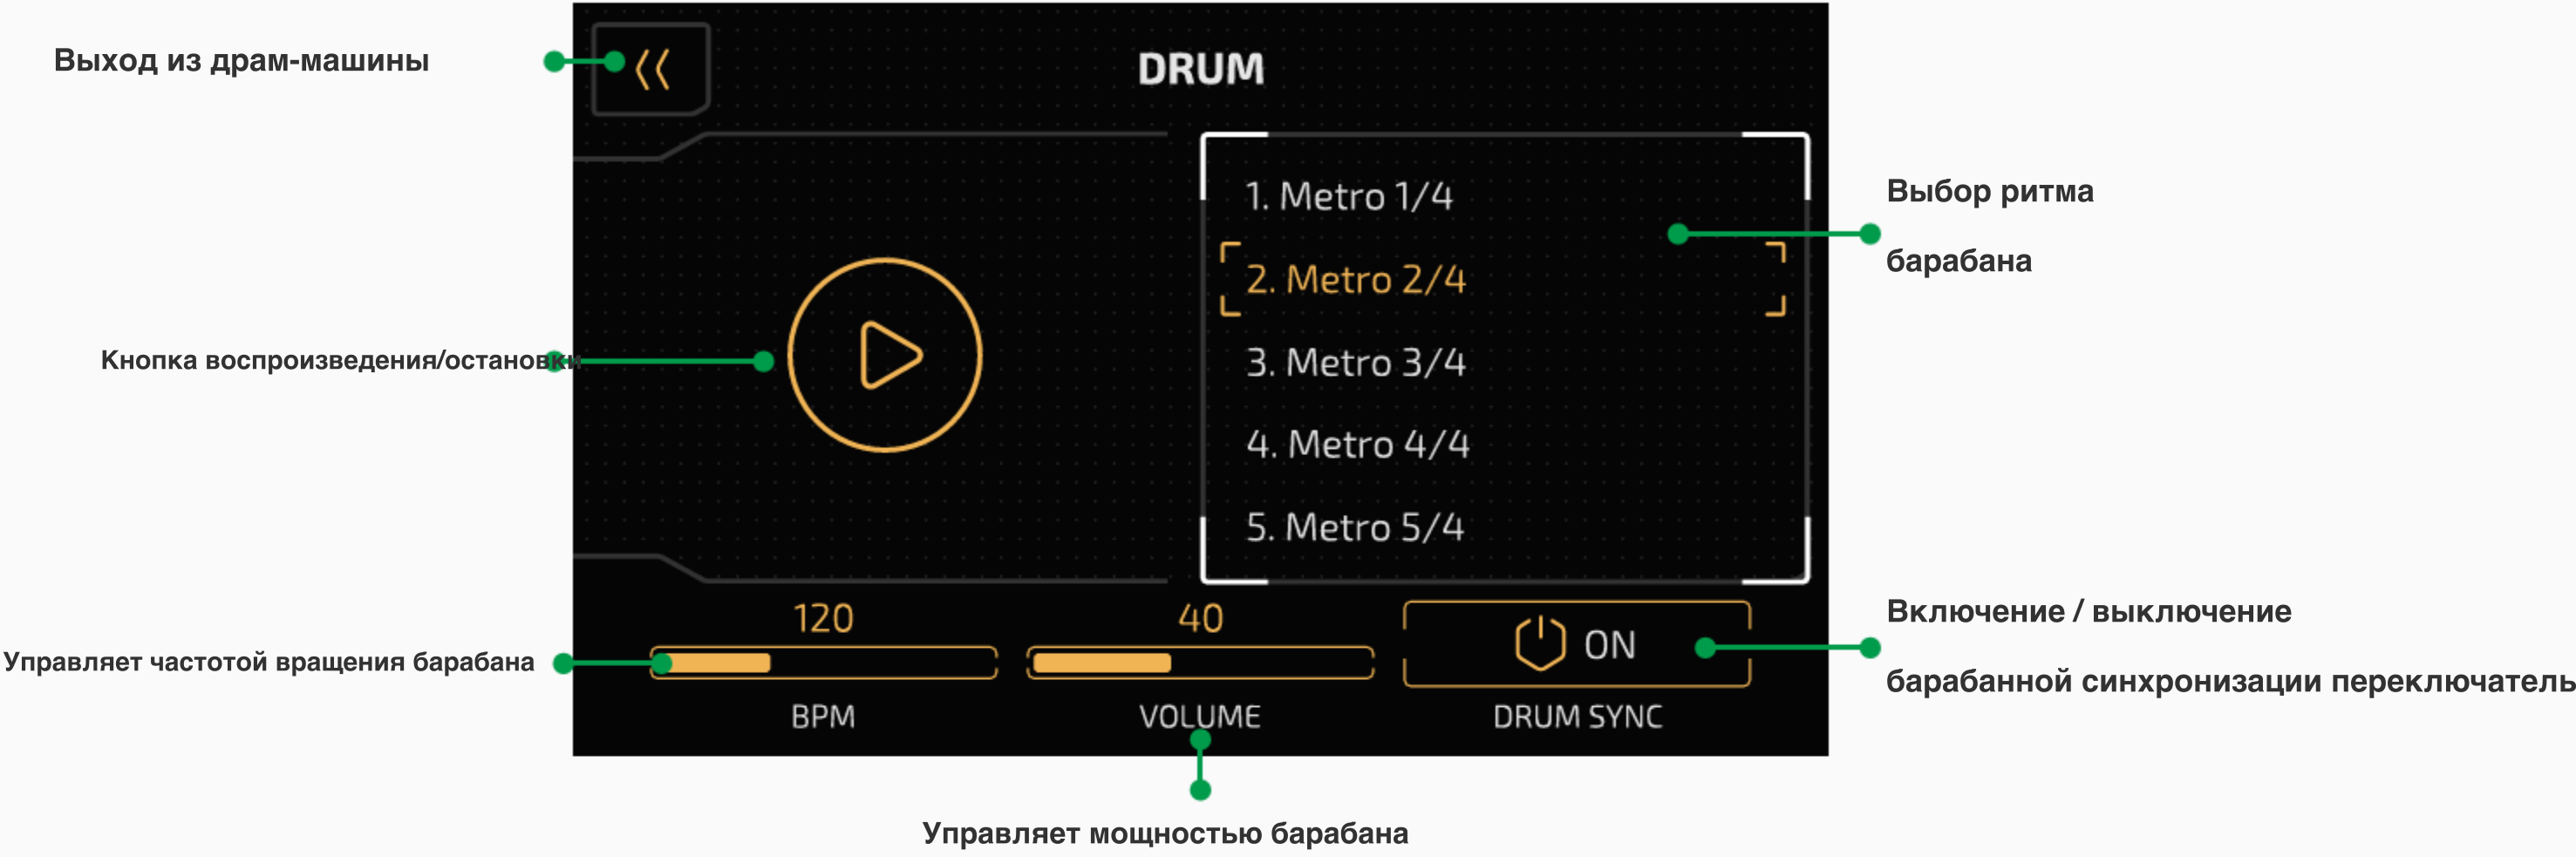 Выход из драм-машины
DRUM
1. Metro 1/4
2. Metro 2/4
3. Metro 3/4
4. Metro 4/4
5. Metro 5/4
Выбор ритма
барабана
Кнопка воспроизведения/остановки
120
40
ON
Включение / выключение
барабанной синхронизации переключатель
Управляет частотой вращения барабана
BPM
VOLUME
DRUM SYNC
Управляет мощностью барабана